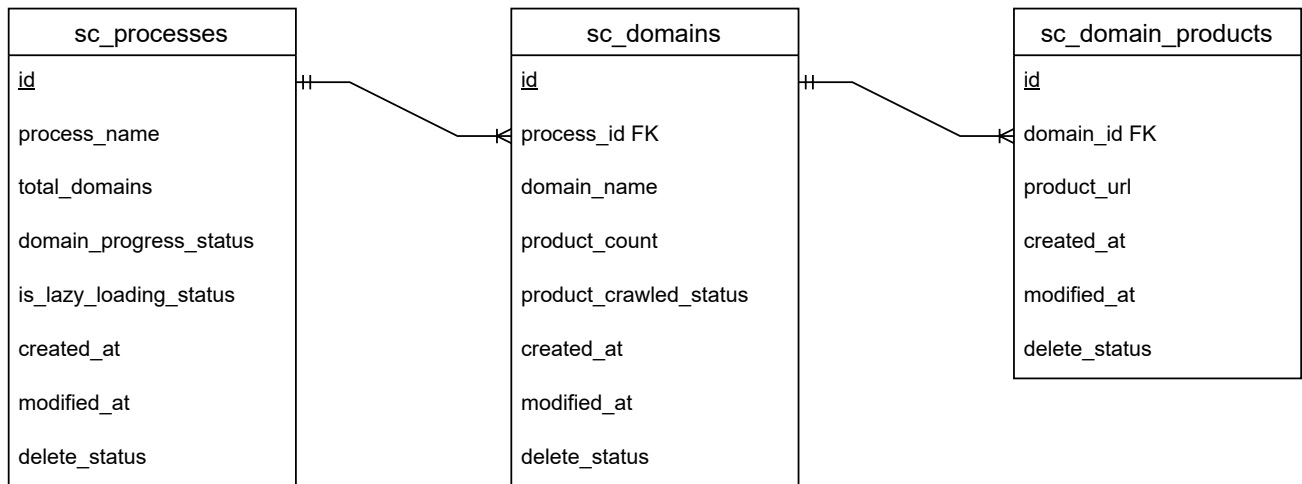 sc_processes
id
process_name
total_domains
domain_progress_status
is_lazy_loading_status
created_at
modified_at
delete_status
sc_domains
id
process_id FK
domain_name
product_count
product_crawled_status
created_at
modified_at
delete_status
sc_domain_products
id
domain_id FK
product_url
created_at
modified_at
delete_status